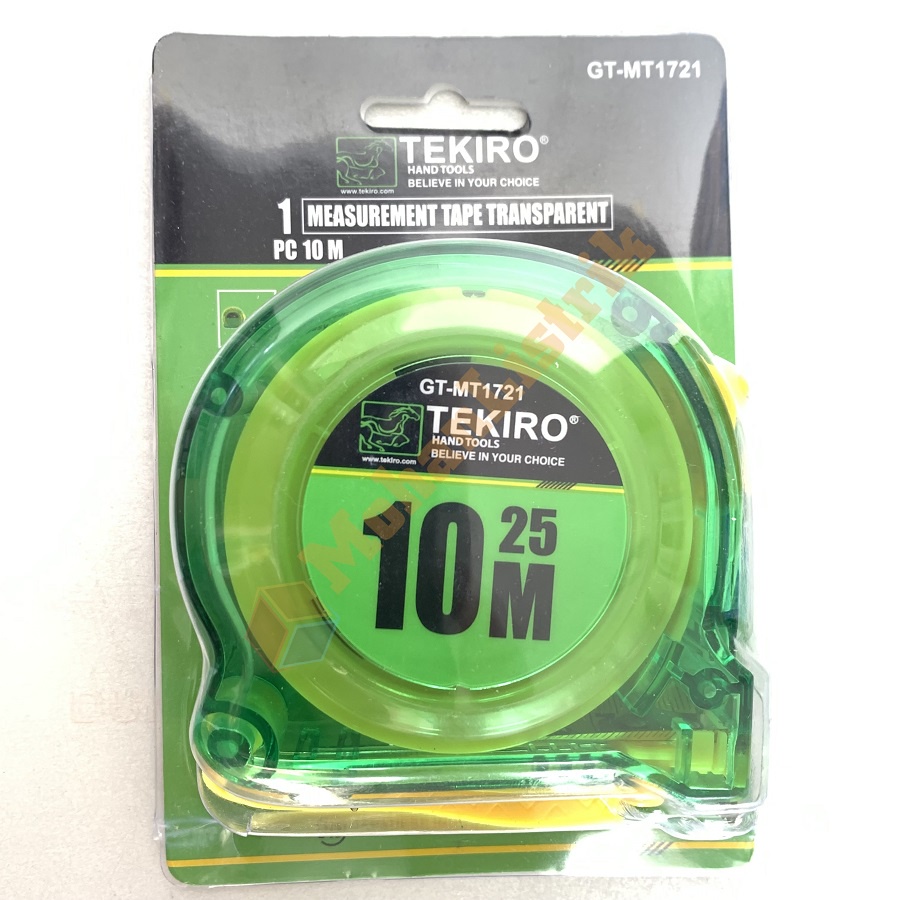 GT-MT1721
TEKIRO®
HAND TOOLS
BELIEVE IN YOUR CHOICE
www.tekiro.com
1 MEASUREMENT TAPE TRANSPARENT
PC 10 M
GT-MT1721
TEKIRO®
HAND TOOLS
BELIEVE IN YOUR CHOICE
www.tekiro.com
10 25
M